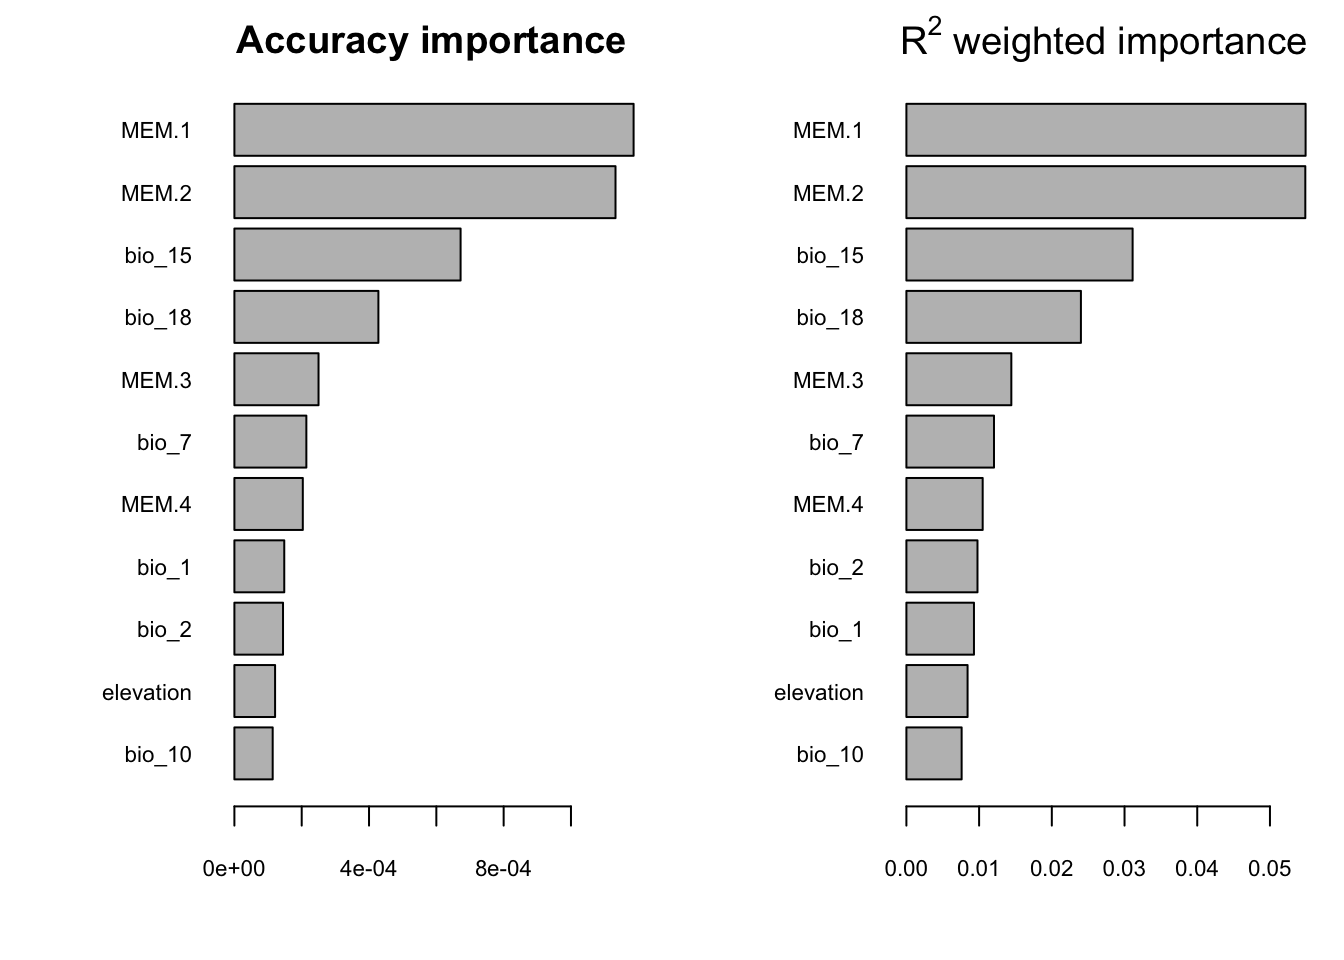 Accuracy importance
MEM.1
MEM.2
bio_15
bio_18
MEM.3
bio_7
MEM.4
bio_1
bio_2
elevation
bio_10
0e+00 4e-04 8e-04
R² weighted importance
MEM.1
MEM.2
bio_15
bio_18
MEM.3
bio_7
MEM.4
bio_2
bio_1
elevation
bio_10
0.00 0.01 0.02 0.03 0.04 0.05